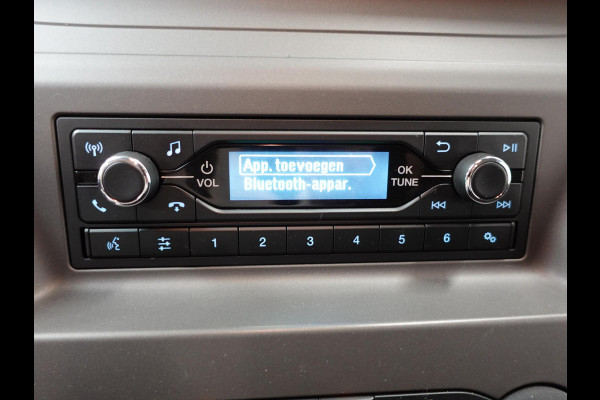 App. toevoegen
Bluetooth-appar.
VOL
OK
TUNE
1 2 3 4 5 6